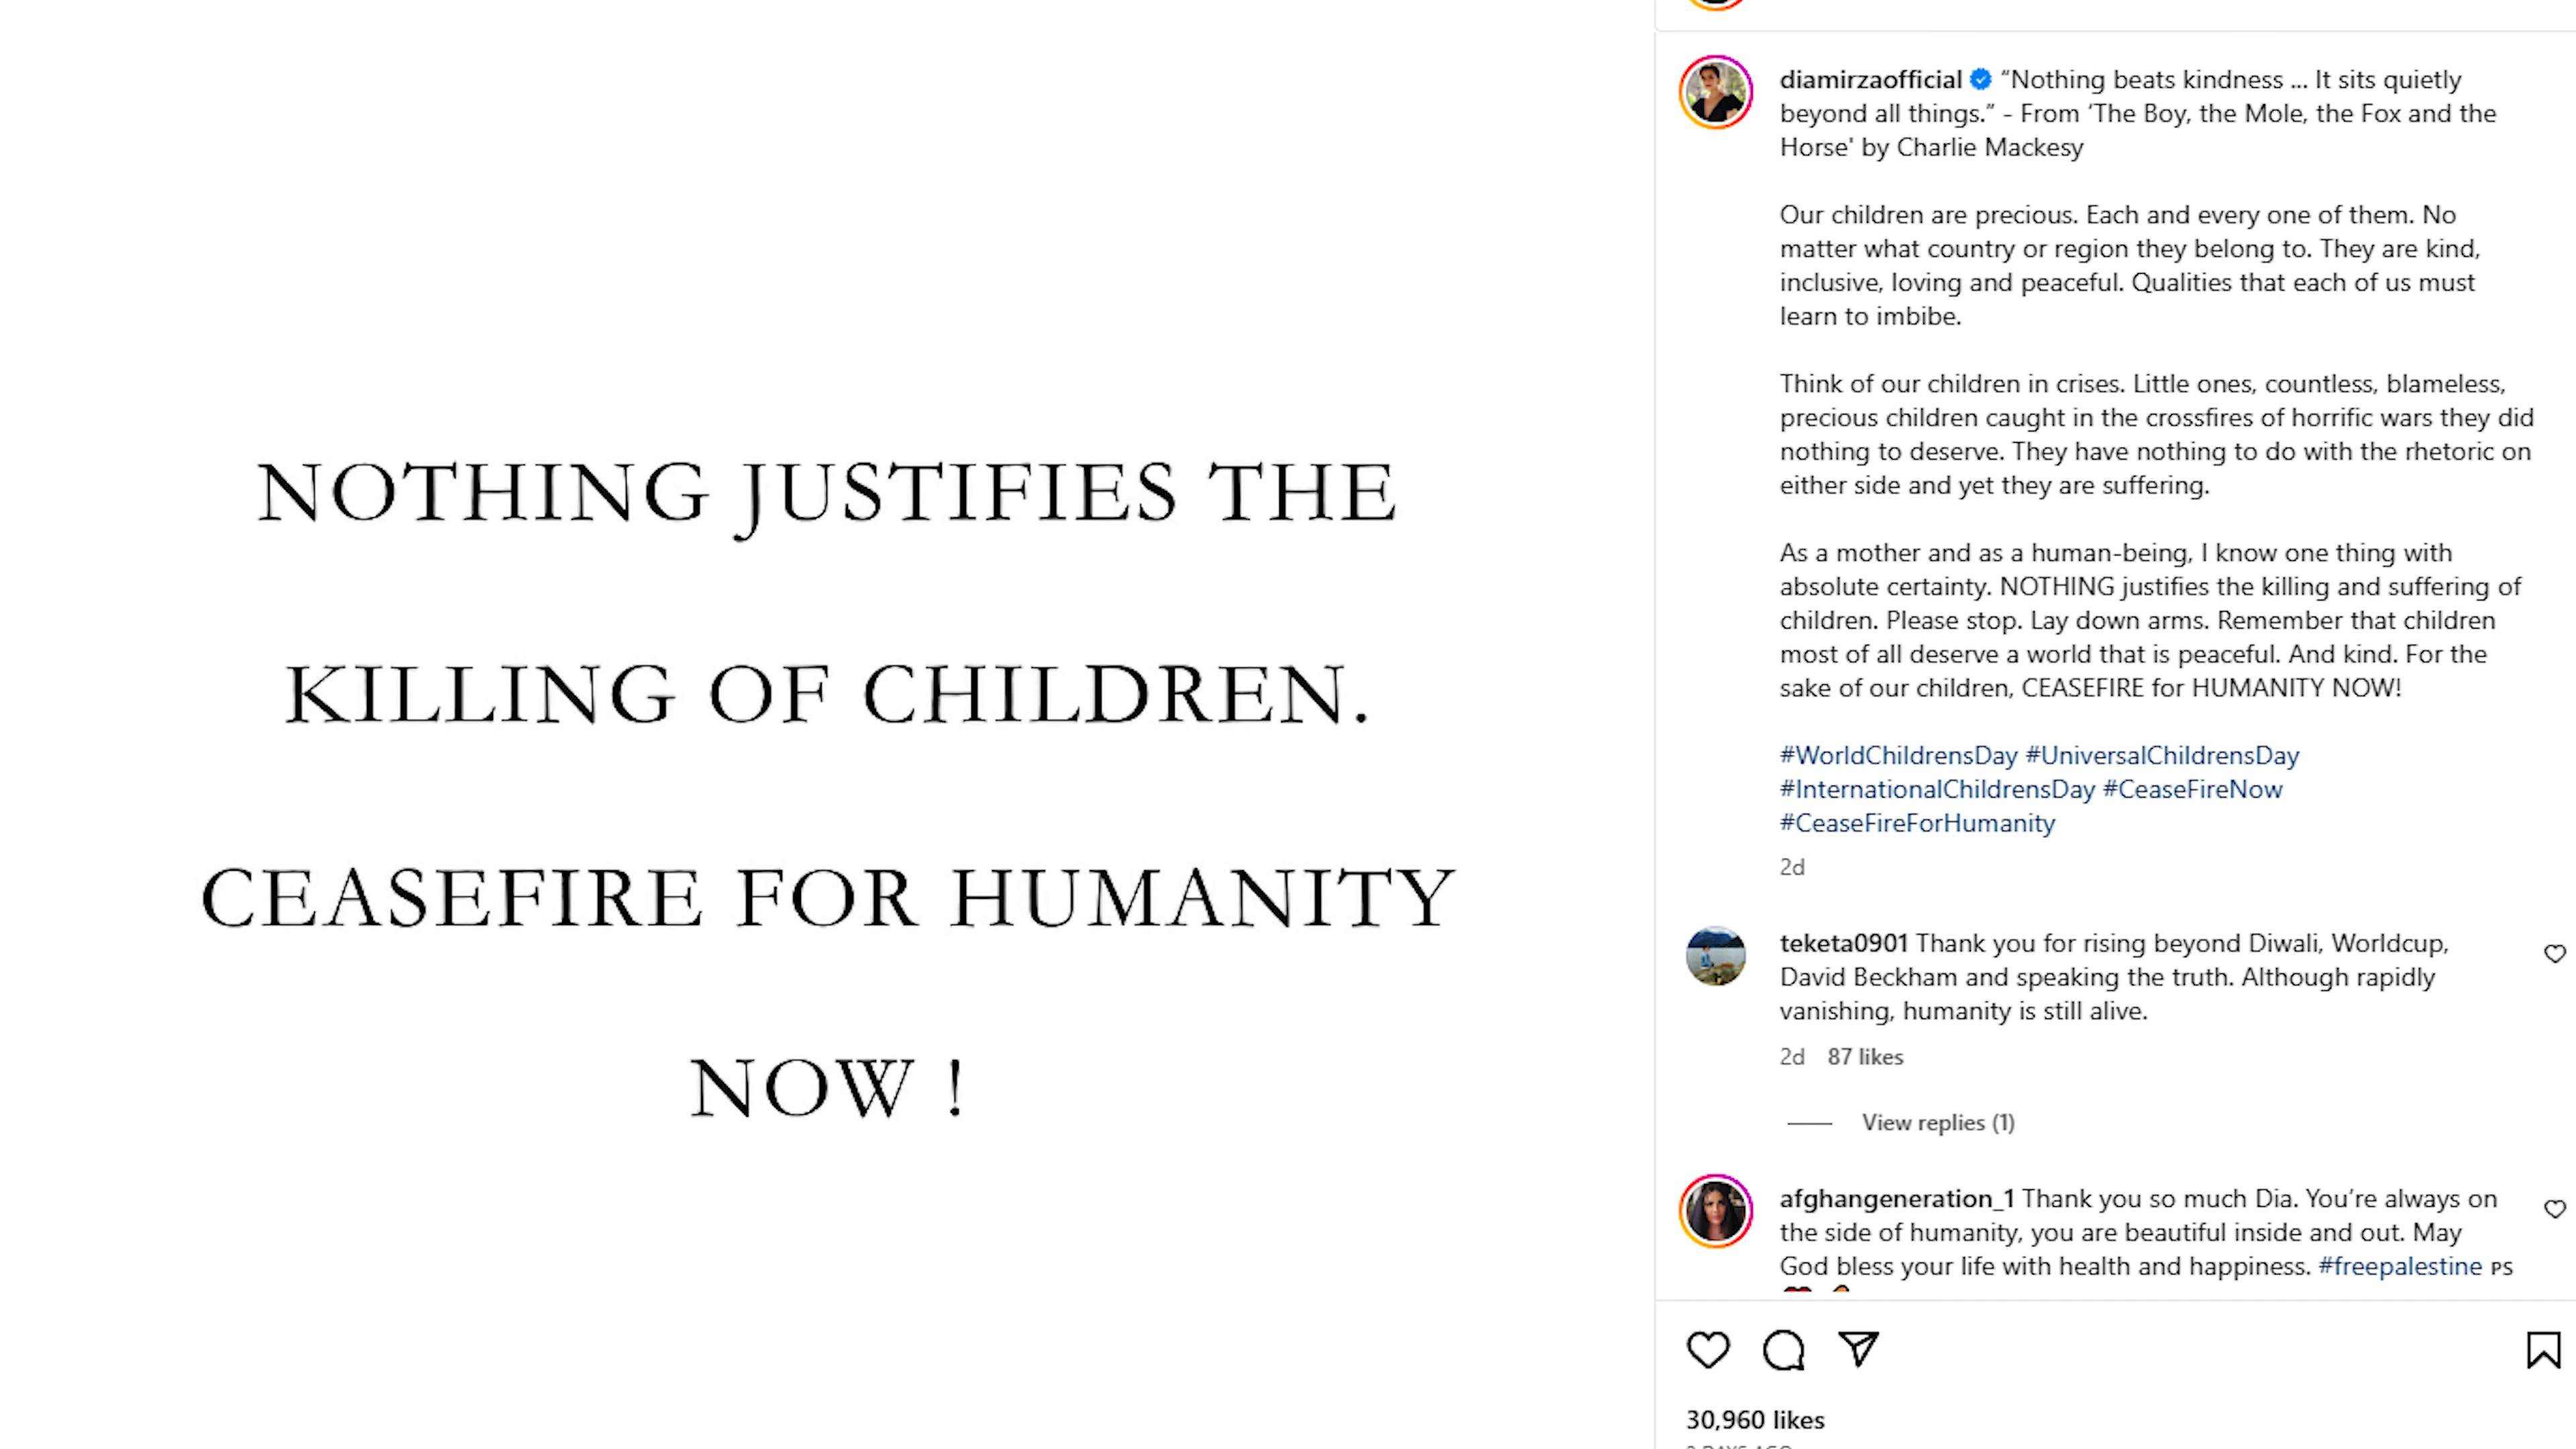 NOTHING JUSTIFIES THE
KILLING OF CHILDREN.
CEASEFIRE FOR HUMANITY
NOW !
diamirzaofficial “Nothing beats kindness ... It sits quietly
beyond all things.” - From ‘The Boy, the Mole, the Fox and the
Horse' by Charlie Mackesy
Our children are precious. Each and every one of them. No
matter what country or region they belong to. They are kind,
inclusive, loving and peaceful. Qualities that each of us must
learn to imbibe.
Think of our children in crises. Little ones, countless, blameless,
precious children caught in the crossfires of horrific wars they did
nothing to deserve. They have nothing to do with the rhetoric on
either side and yet they are suffering.
As a mother and as a human-being, I know one thing with
absolute certainty. NOTHING justifies the killing and suffering of
children. Please stop. Lay down arms. Remember that children
most of all deserve a world that is peaceful. And kind. For the
sake of our children, CEASEFIRE for HUMANITY NOW!
#WorldChildrensDay #UniversalChildrensDay
#InternationalChildrensDay #CeaseFireNow
#CeaseFireForHumanity
2d
teketa0901 Thank you for rising beyond Diwali, Worldcup,
David Beckham and speaking the truth. Although rapidly
vanishing, humanity is still alive.
2d 87 likes
View replies (1)
afghangeneration_1 Thank you so much Dia. You’re always on
the side of humanity, you are beautiful inside and out. May
God bless your life with health and happiness. #freepalestine PS
30,960 likes